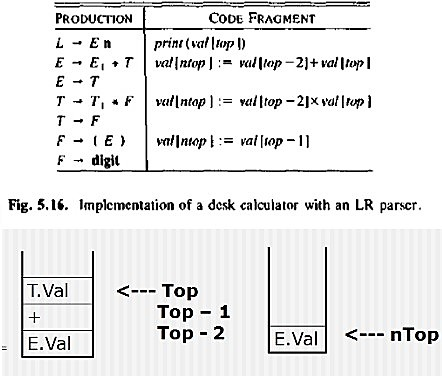 PRODUCTION CODE FRAGMENT
L → E n print(val[top])
E → E₁ + T val[ntop] := val[top−2]+val[top]
E → T
T → T₁ * F val[ntop] := val[top−2]×val[top]
T → F
F → ( E ) val[ntop] := val[top−1]
F → digit
Fig. 5.16. Implementation of a desk calculator with an LR parser.
T.Val <--- Top
+ Top – 1
= E.Val Top - 2 E.Val <--- nTop